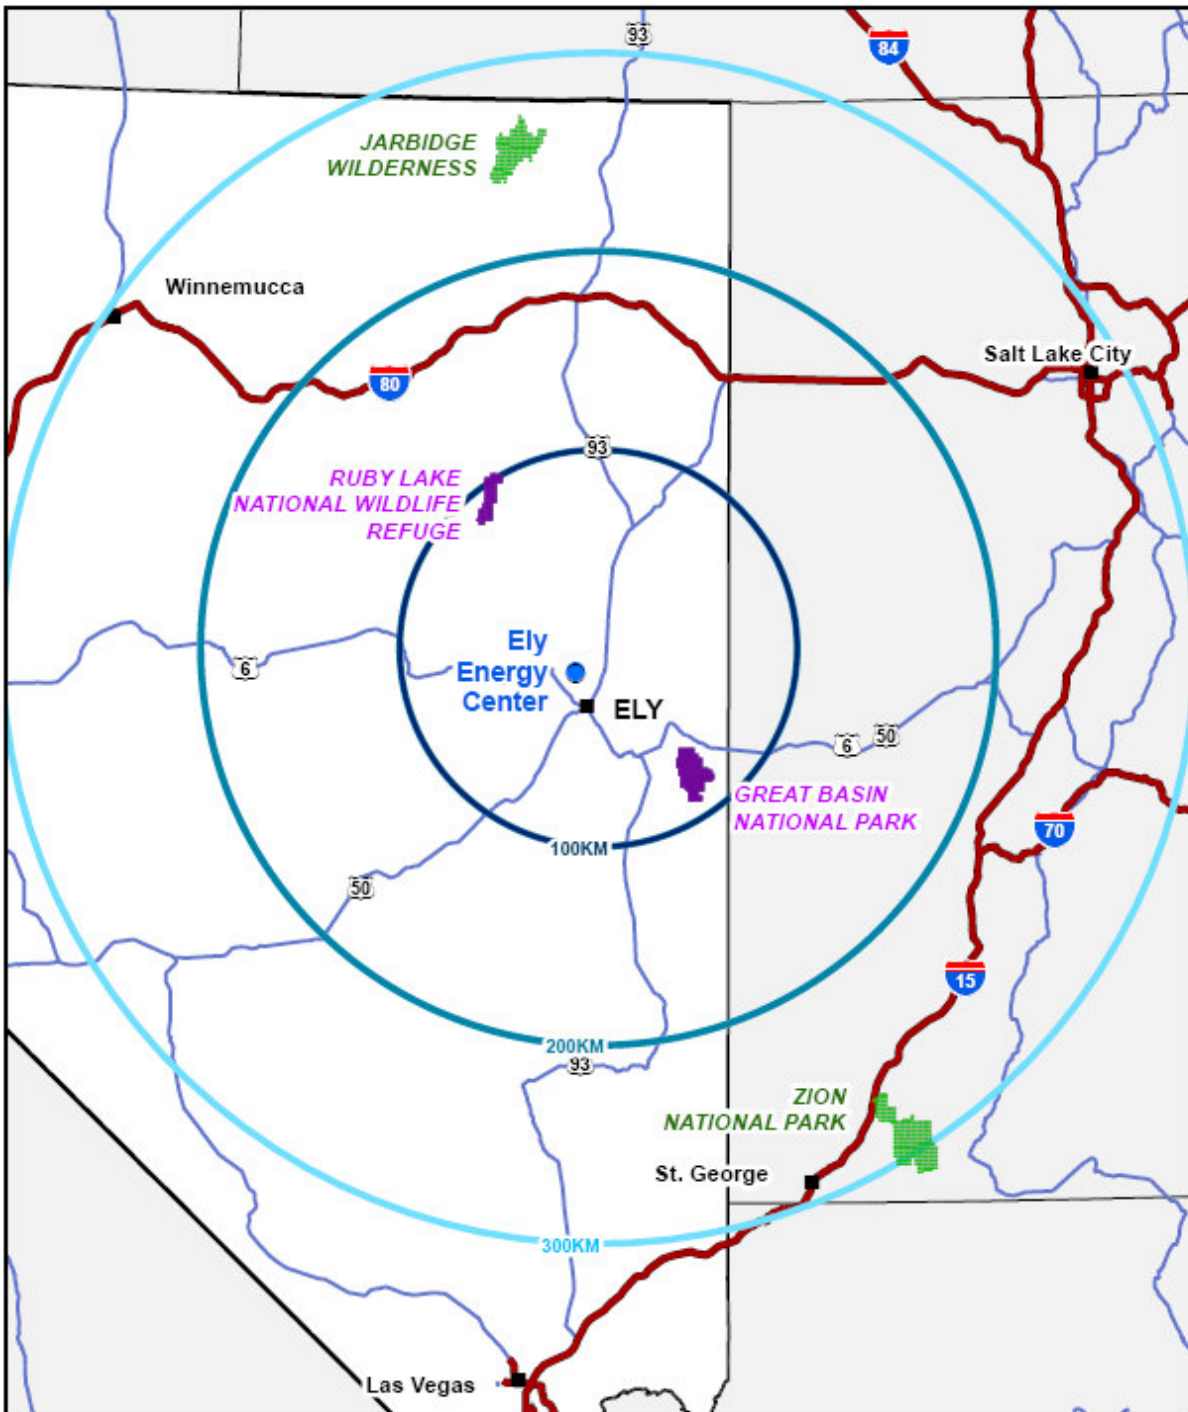 93
84
JARBIDGE
WILDERNESS
Winnemucca
Salt Lake City
80
93
RUBY LAKE
NATIONAL WILDLIFE
REFUGE
Ely
Energy
Center
6
ELY
6
50
GREAT BASIN
NATIONAL PARK
70
100KM
50
15
200KM
93
ZION
NATIONAL PARK
St. George
300KM
Las Vegas